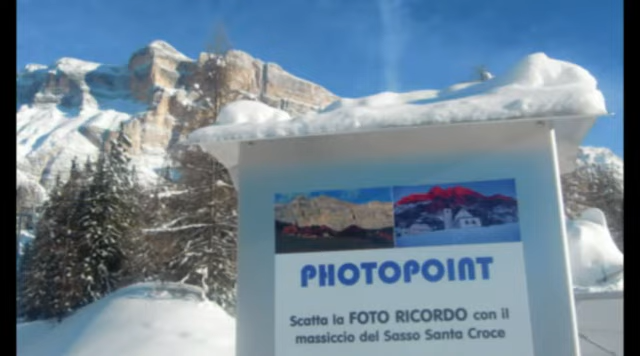 PHOTOPOINT
Scatta la FOTO RICORDO con il
massiccio del Sasso Santa Croce